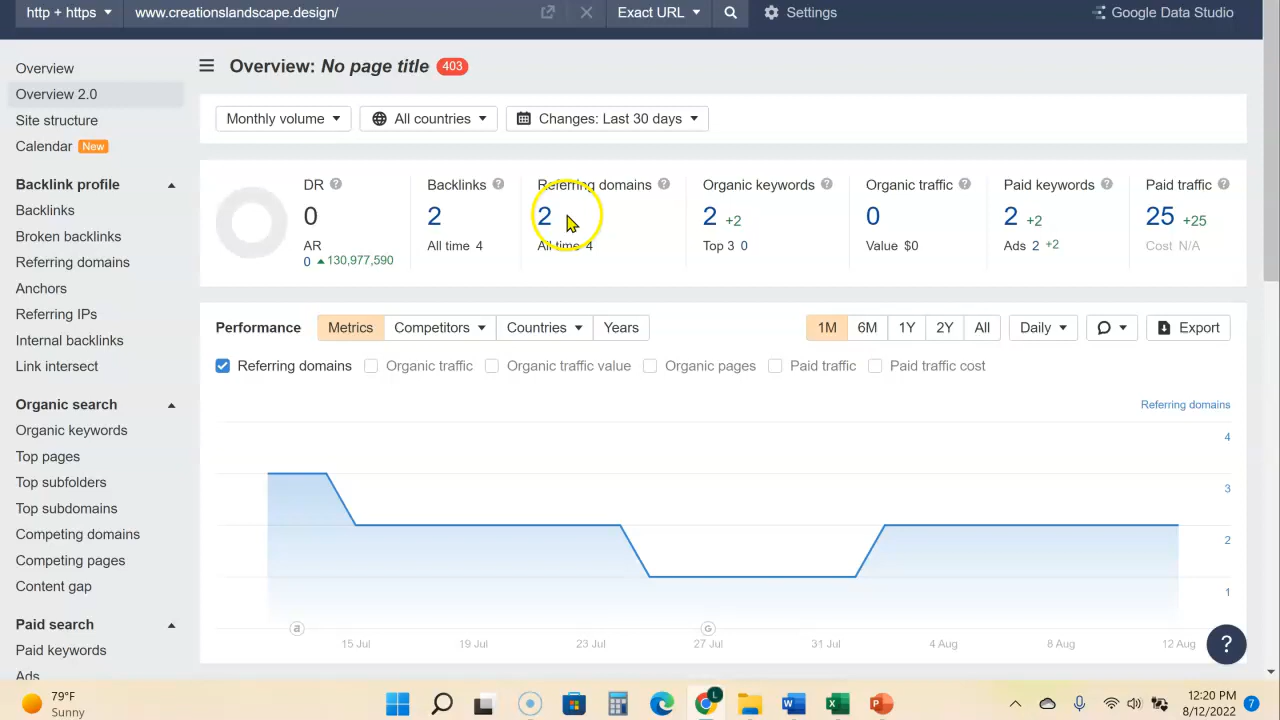 http + https www.creationslandscape.design/ Exact URL Settings Google Data Studio
Overview
Overview 2.0
Site structure
Calendar New
Backlink profile
Backlinks
Broken backlinks
Referring domains
Anchors
Referring IPs
Internal backlinks
Link intersect
Organic search
Organic keywords
Top pages
Top subfolders
Top subdomains
Competing domains
Competing pages
Content gap
Paid search
Paid keywords
Ads
Overview: No page title 403
Monthly volume All countries Changes: Last 30 days
DR ? Backlinks ? Referring domains ? Organic keywords ? Organic traffic ? Paid keywords ? Paid traffic ?
0 2 2 2 +2 0 2 +2 25 +25
AR All time 4 All time 4 Top 3 0 Value $0 Ads 2 +2 Cost N/A
0 130,977,590
Performance Metrics Competitors Countries Years 1M 6M 1Y 2Y All Daily Export
Referring domains Organic traffic Organic traffic value Organic pages Paid traffic Paid traffic cost
Referring domains
4
3
2
1
a G
15 Jul 19 Jul 23 Jul 27 Jul 31 Jul 4 Aug 8 Aug 12 Aug
?
79°F
Sunny
L
W X P
12:20 PM
8/12/2022
7